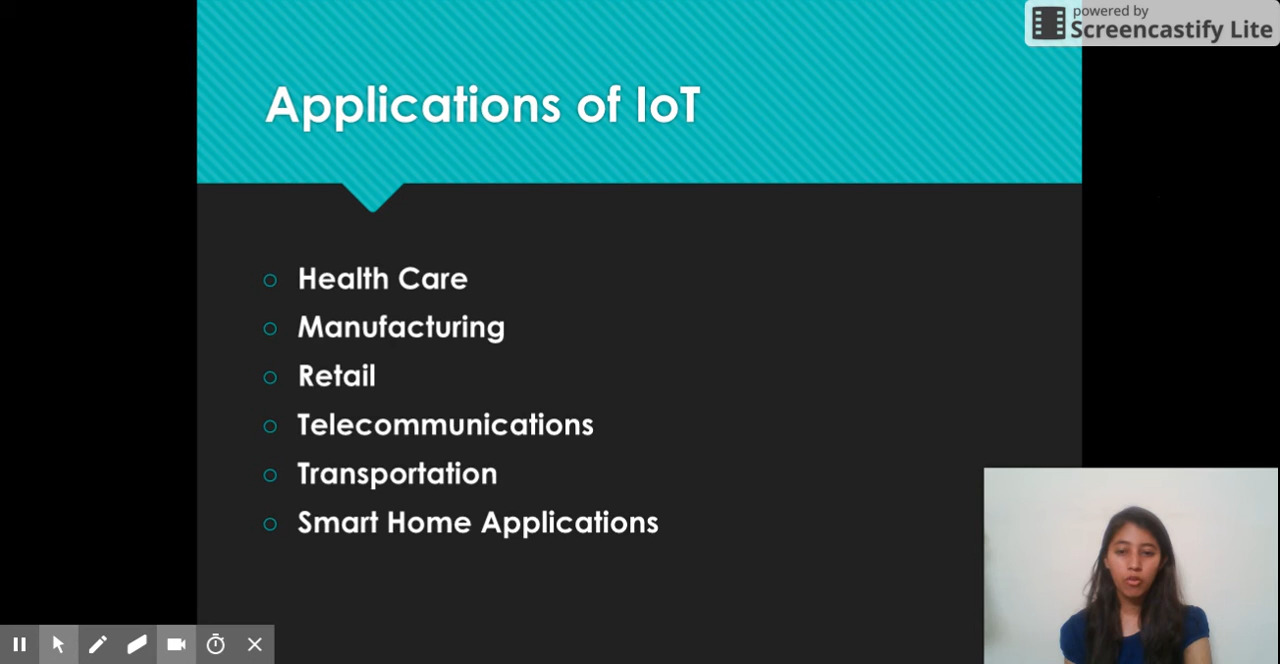 powered by
Screencastify Lite
Applications of IoT
Health Care
Manufacturing
Retail
Telecommunications
Transportation
Smart Home Applications